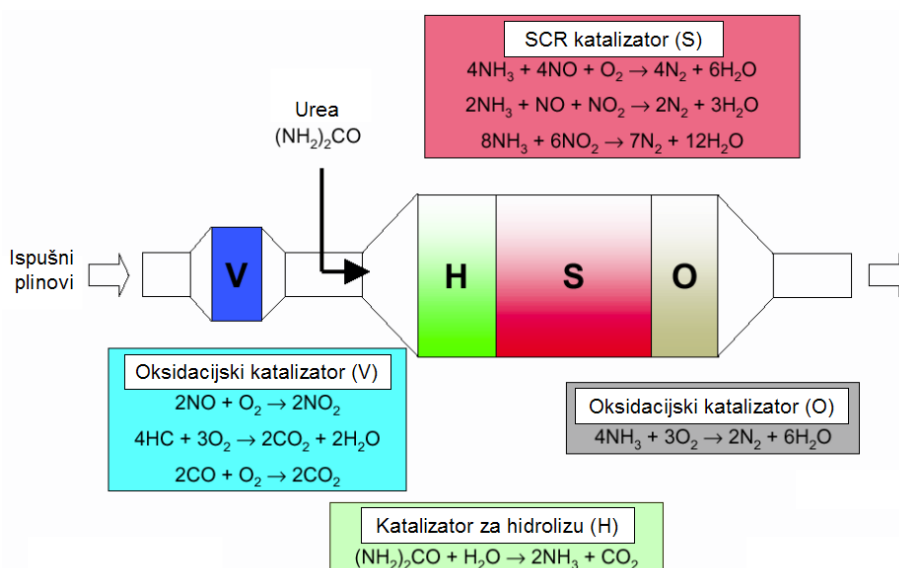 SCR katalizator (S)
4NH₃ + 4NO + O₂ → 4N₂ + 6H₂O
2NH₃ + NO + NO₂ → 2N₂ + 3H₂O
8NH₃ + 6NO₂ → 7N₂ + 12H₂O
Urea
(NH₂)₂CO
Ispušni
plinovi
V
H
S
O
Oksidacijski katalizator (V)
2NO + O₂ → 2NO₂
4HC + 3O₂ → 2CO₂ + 2H₂O
2CO + O₂ → 2CO₂
Oksidacijski katalizator (O)
4NH₃ + 3O₂ → 2N₂ + 6H₂O
Katalizator za hidrolizu (H)
(NH₂)₂CO + H₂O → 2NH₃ + CO₂